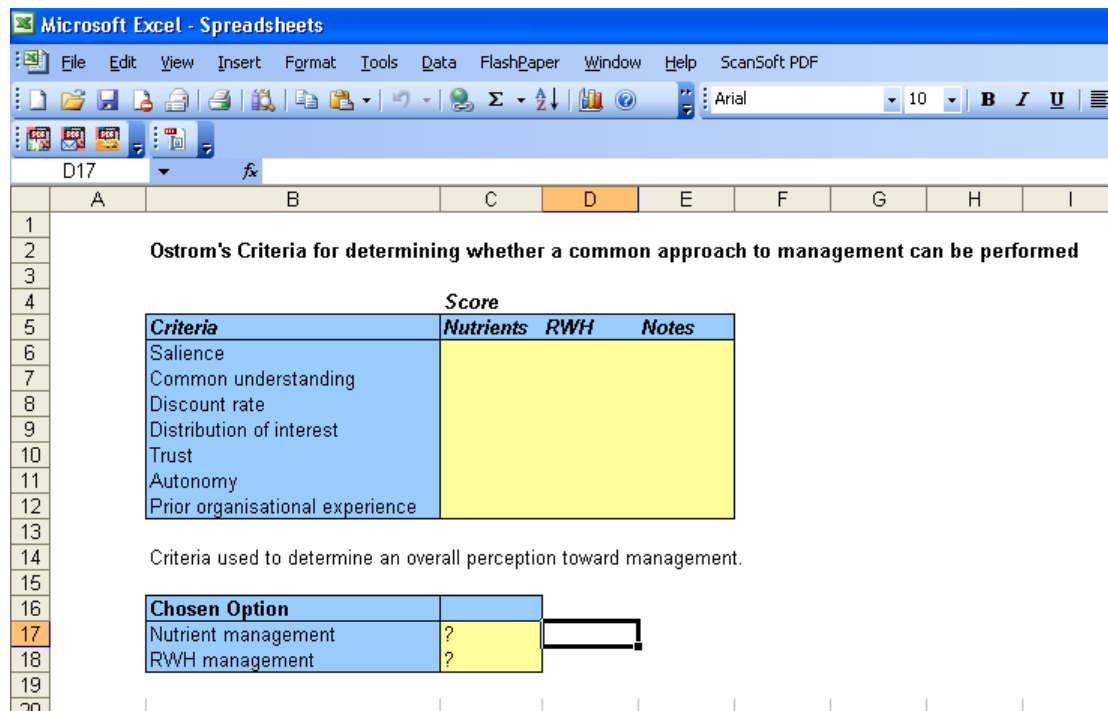 Microsoft Excel - Spreadsheets
File Edit View Insert Format Tools Data FlashPaper Window Help ScanSoft PDF
Arial 10 B I U
D17 fx
A B C D E F G H I
1
2 Ostrom's Criteria for determining whether a common approach to management can be performed
3
4 Score
5 Criteria Nutrients RWH Notes
6 Salience
7 Common understanding
8 Discount rate
9 Distribution of interest
10 Trust
11 Autonomy
12 Prior organisational experience
13
14 Criteria used to determine an overall perception toward management.
15
16 Chosen Option
17 Nutrient management ?
18 RWH management ?
19
20